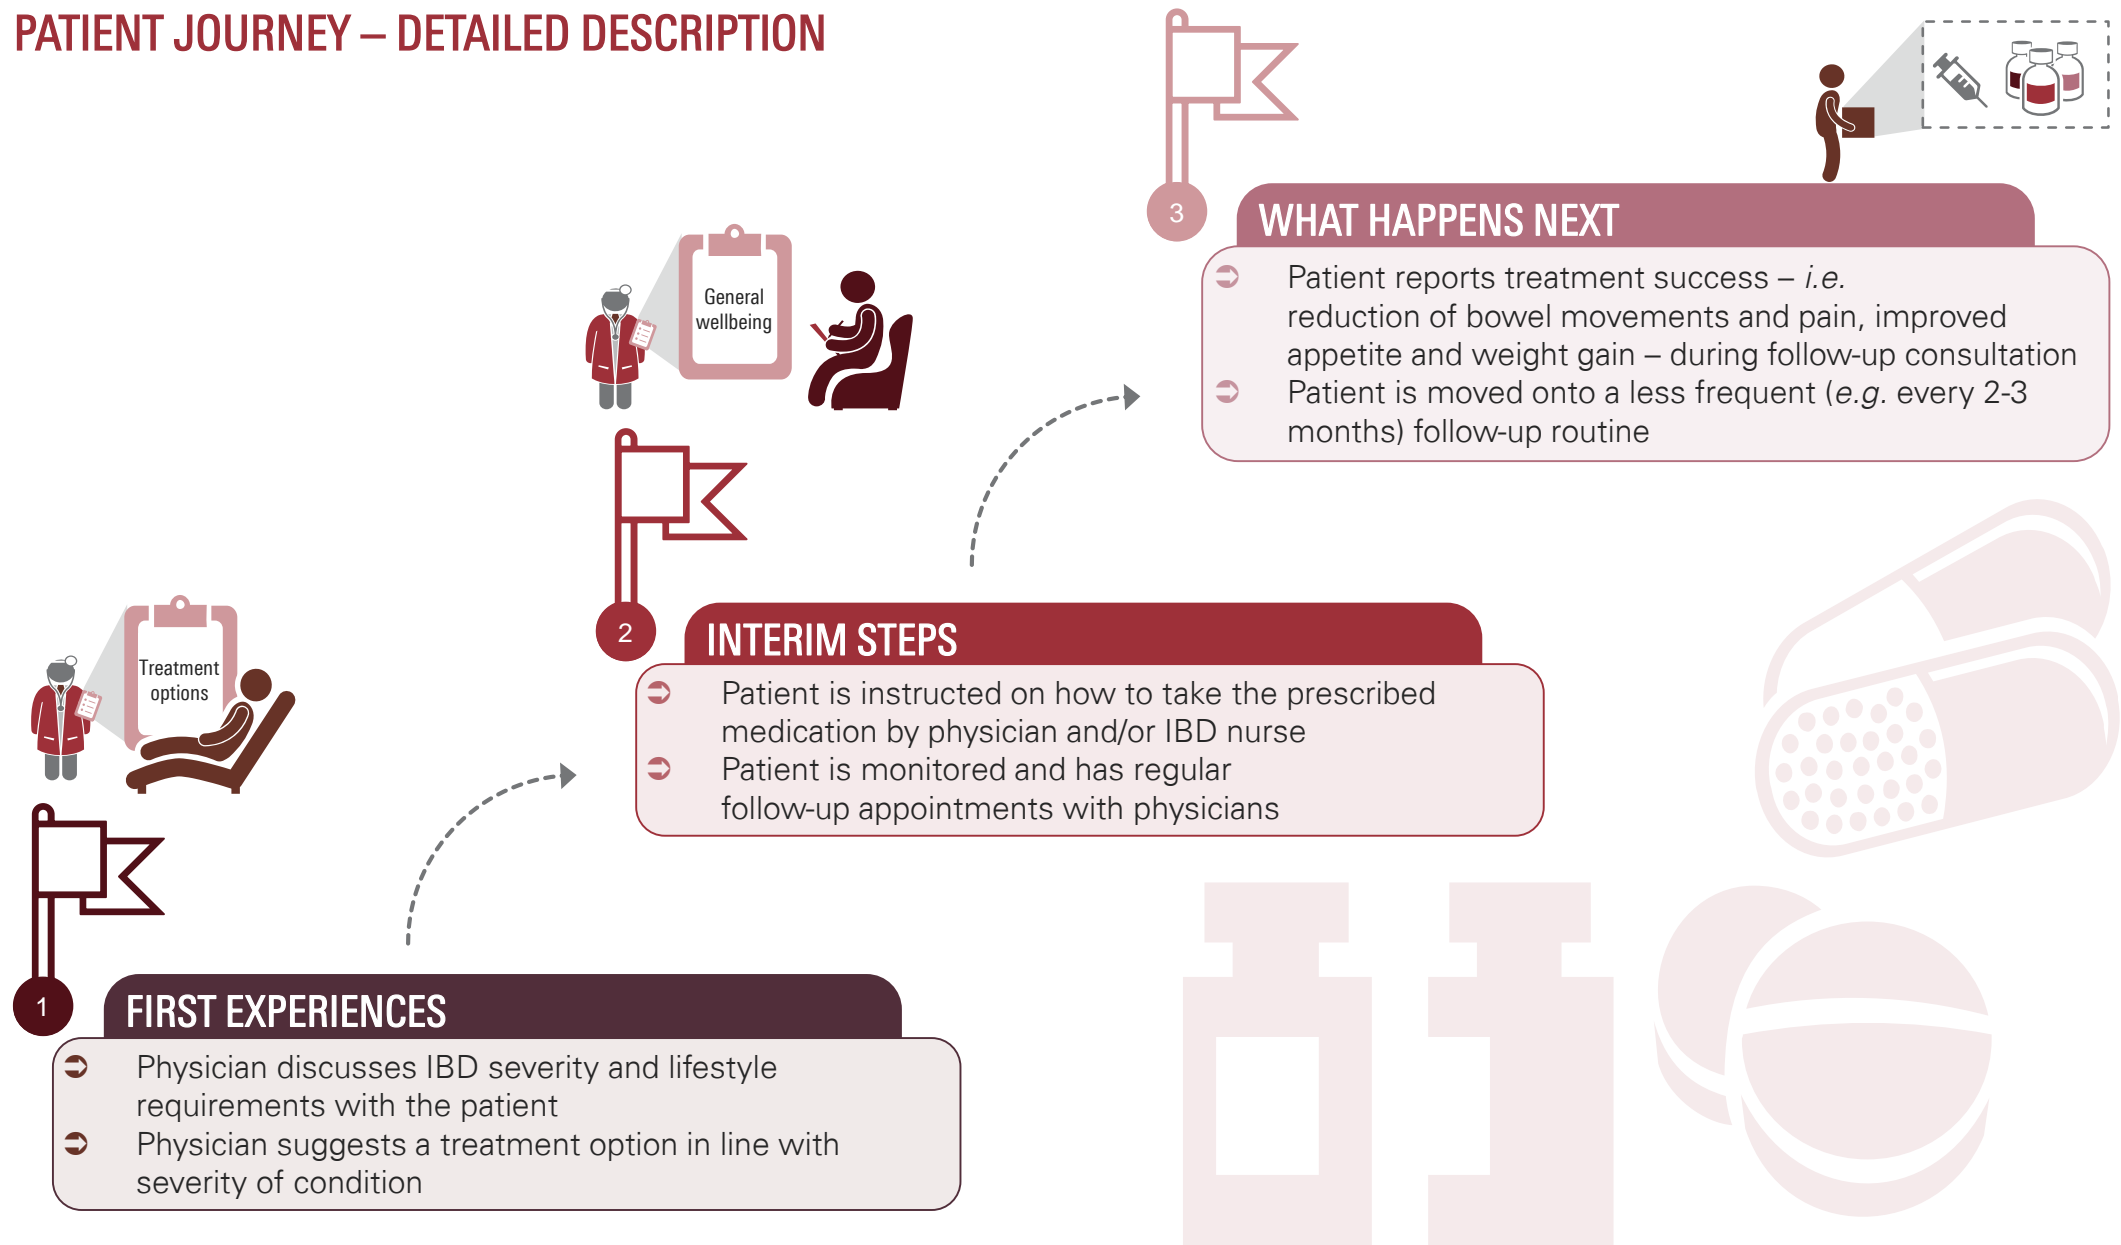 PATIENT JOURNEY – DETAILED DESCRIPTION
3
WHAT HAPPENS NEXT
Patient reports treatment success – i.e.
reduction of bowel movements and pain, improved
appetite and weight gain – during follow-up consultation
Patient is moved onto a less frequent (e.g. every 2-3
months) follow-up routine
General
wellbeing
2
INTERIM STEPS
Patient is instructed on how to take the prescribed
medication by physician and/or IBD nurse
Patient is monitored and has regular
follow-up appointments with physicians
Treatment
options
1
FIRST EXPERIENCES
Physician discusses IBD severity and lifestyle
requirements with the patient
Physician suggests a treatment option in line with
severity of condition